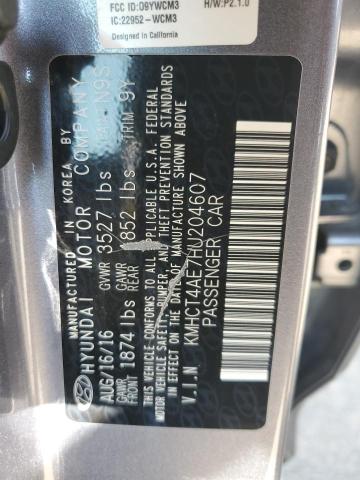 FCC ID:O9YWCM3
H/W:P2.1.0
IC:22952-WCM3
Designed in California
MANUFACTURED IN KOREA BY
HYUNDAI MOTOR COMPANY
AUG/16/16 GVWR 3527 lbs N9S
GAWR FRONT 1874 lbs GAWR REAR 1852 lbs TRIM 9Y
THIS VEHICLE CONFORMS TO ALL APPLICABLE U.S.A. FEDERAL
MOTOR VEHICLE SAFETY, BUMPER, AND THEFT PREVENTION STANDARDS
IN EFFECT ON THE DATE OF MANUFACTURE SHOWN ABOVE.
V.I.N KMHCT4AE7HU204607
PASSENGER CAR